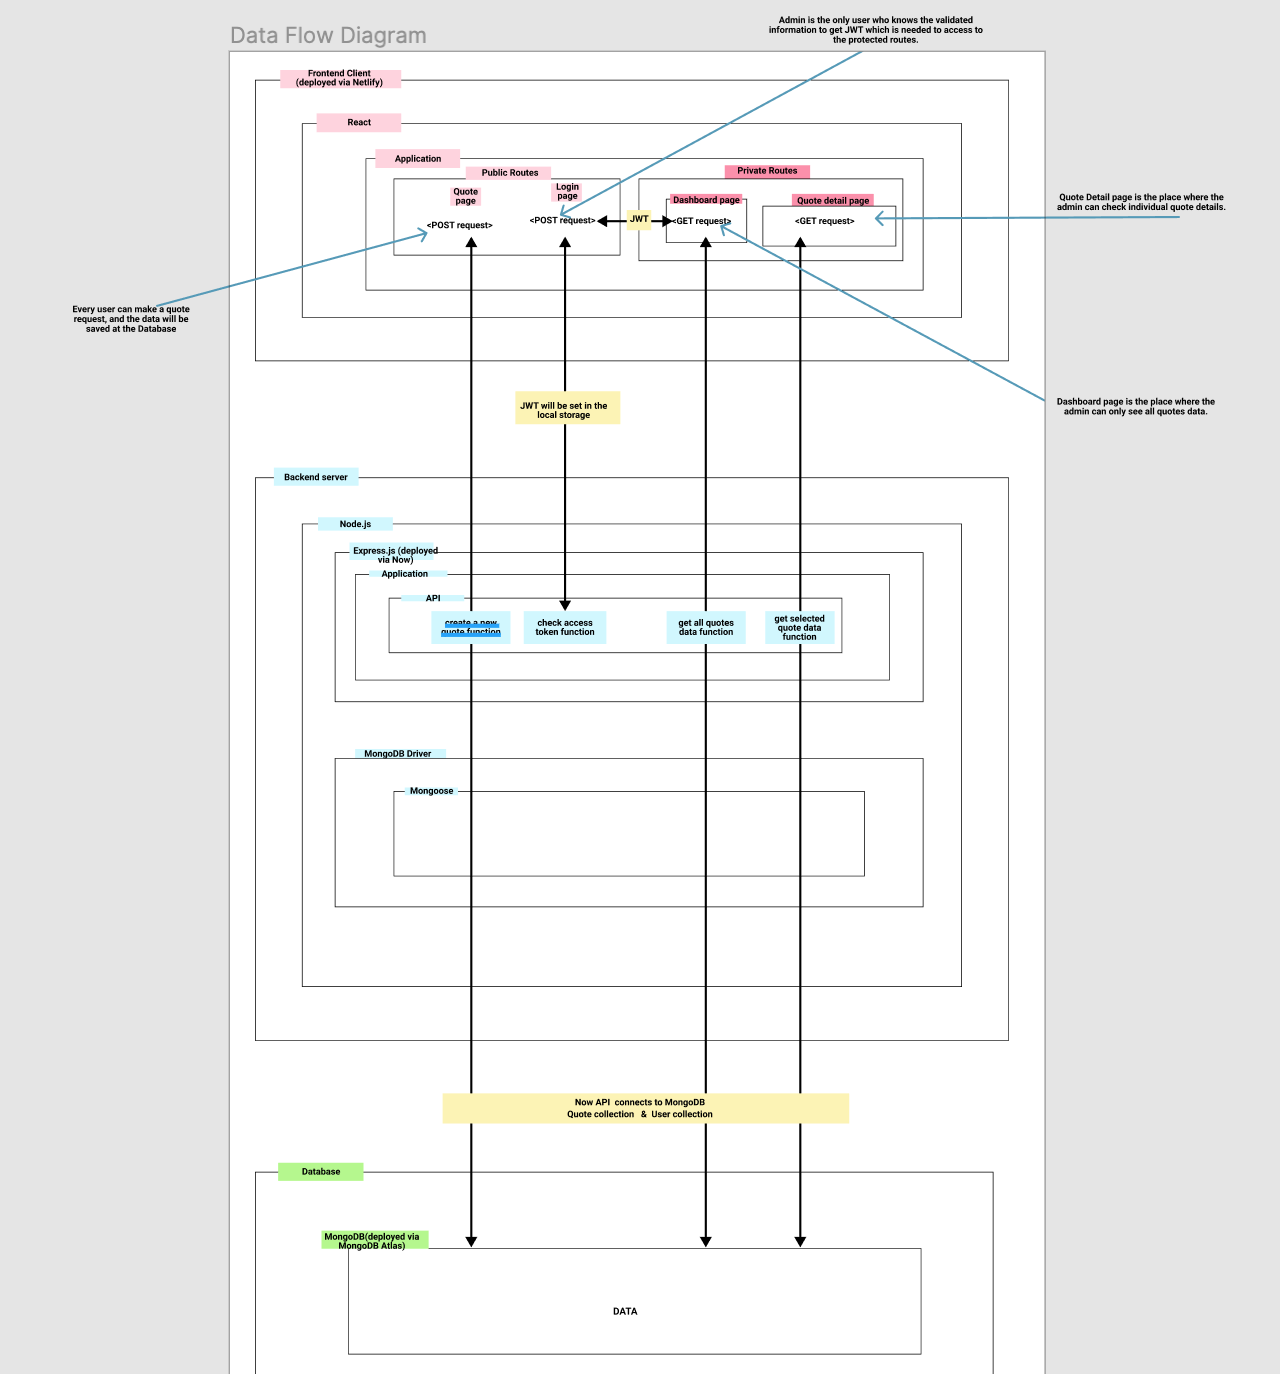 Admin is the only user who knows the validated
information to get JWT which is needed to access to
the protected routes.
Data Flow Diagram
Frontend Client
(deployed via Netlify)
React
Application
Public Routes
Private Routes
Quote
page
Login
page
Dashboard page
Quote detail page
<POST request>
<POST request>
JWT
<GET request>
<GET request>
Quote Detail page is the place where the
admin can check individual quote details.
Every user can make a quote
request, and the data will be
saved at the Database
JWT will be set in the
local storage
Dashboard page is the place where the
admin can only see all quotes data.
Backend server
Node.js
Express.js (deployed
via Now)
Application
API
create a new
quote function
check access
token function
get all quotes
data function
get selected
quote data
function
MongoDB Driver
Mongoose
Now API connects to MongoDB
Quote collection & User collection
Database
MongoDB(deployed via
MongoDB Atlas)
DATA